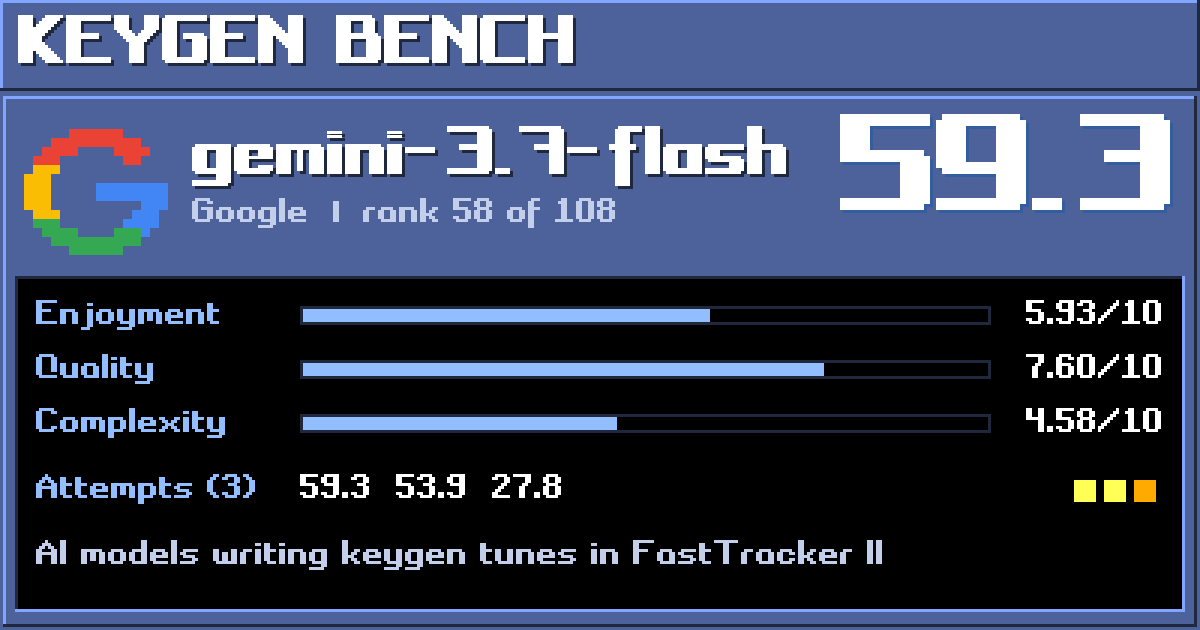 KEYGEN BENCH
gemini-3.7-flash
59.3
Google | rank 58 of 108
Enjoyment 5.93/10
Quality 7.60/10
Complexity 4.58/10
Attempts (3) 59.3 53.9 27.8
AI models writing keygen tunes in FastTracker II